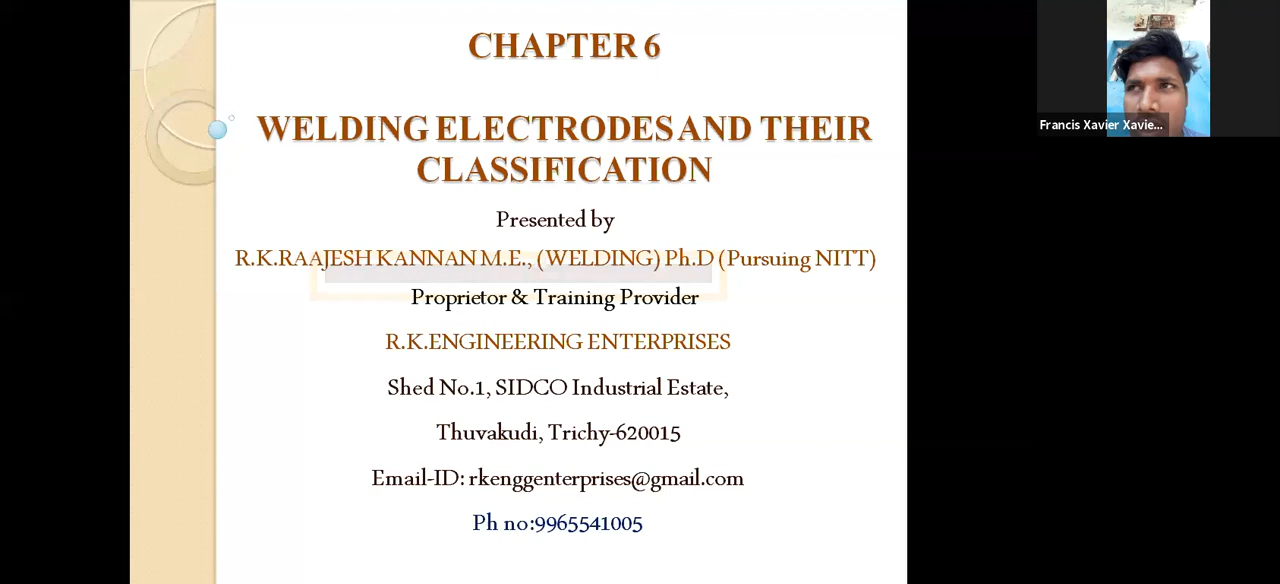 CHAPTER 6
WELDING ELECTRODES AND THEIR
CLASSIFICATION
Presented by
R.K.RAAJESH KANNAN M.E., (WELDING) Ph.D (Pursuing NITT)
Proprietor & Training Provider
R.K.ENGINEERING ENTERPRISES
Shed No.1, SIDCO Industrial Estate,
Thuvakudi, Trichy-620015
Email-ID: rkenggenterprises@gmail.com
Ph no:9965541005
Francis Xavier Xavie...